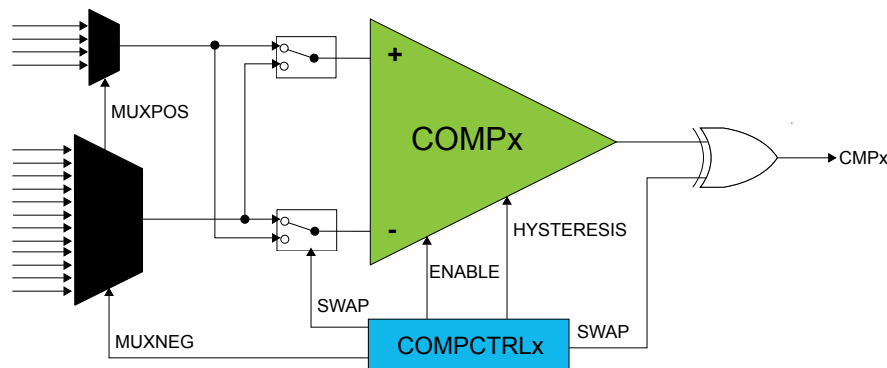 +
MUXPOS
COMPx
CMPx
-
HYSTERESIS
ENABLE
SWAP
SWAP
MUXNEG
COMPCTRLx